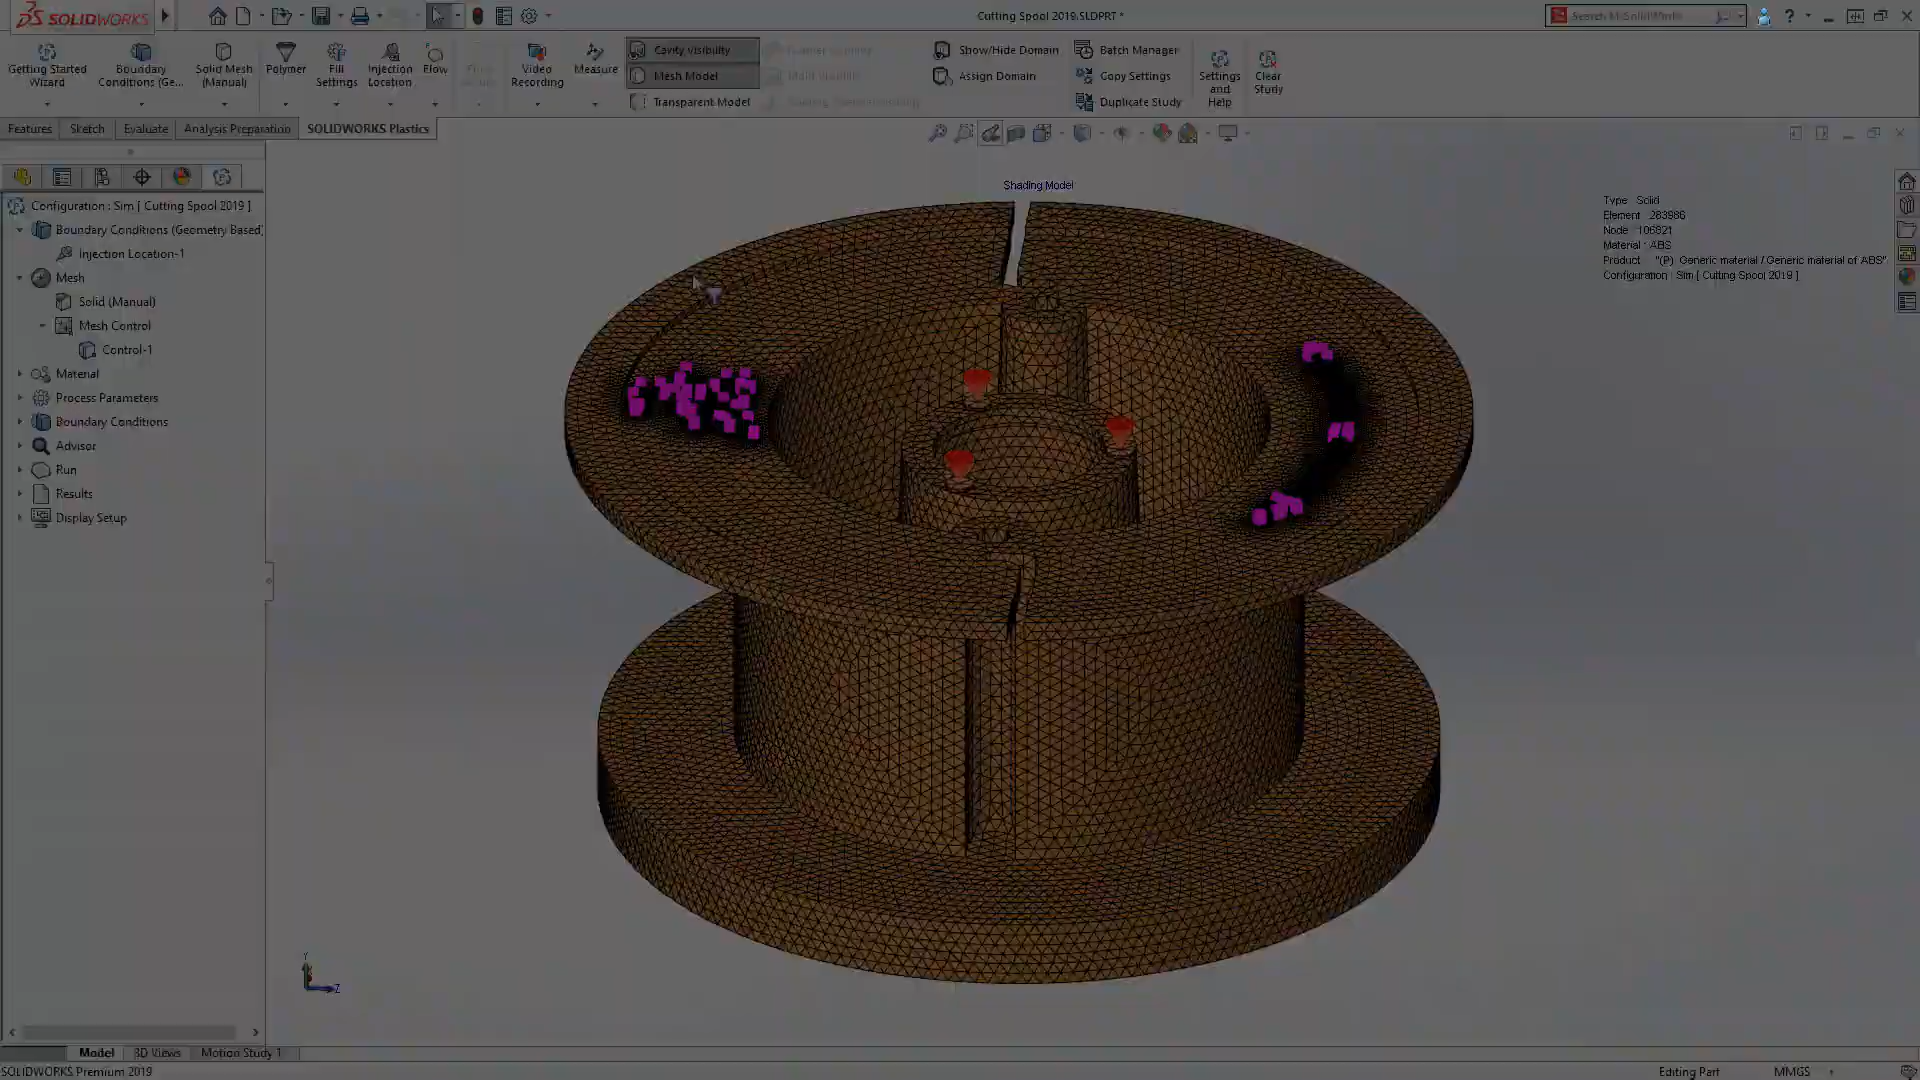 SOLIDWORKS
Cutting Spool 2019.SLDPRT *
Getting Started
Wizard
Boundary
Conditions (Ge...
Solid Mesh
(Manual)
Polymer
Fill
Settings
Injection
Location
Flow
Video
Recording
Measure
Cavity Visibility
Mesh Model
Transparent Model
Show/Hide Domain
Assign Domain
Batch Manager
Copy Settings
Duplicate Study
Settings
and
Help
Clear
Study
Features
Sketch
Evaluate
Analysis Preparation
SOLIDWORKS Plastics
Configuration : Sim [ Cutting Spool 2019 ]
Boundary Conditions (Geometry Based)
Injection Location-1
Mesh
Solid (Manual)
Mesh Control
Control-1
Material
Process Parameters
Boundary Conditions
Advisor
Run
Results
Display Setup
Shading Model
Type : Solid
Element : 283986
Node : 106821
Material : ABS
Product : "(P) Generic material / Generic material of ABS"
Configuration : Sim [ Cutting Spool 2019 ]
Y
Z
Model
3D Views
Motion Study 1
SOLIDWORKS Premium 2019
Editing Part
MMGS